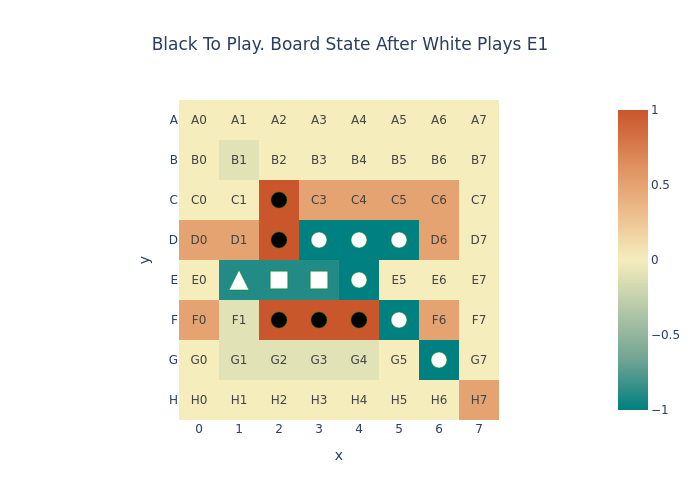 Black To Play. Board State After White Plays E1
A A0 A1 A2 A3 A4 A5 A6 A7
B B0 B1 B2 B3 B4 B5 B6 B7
C C0 C1 C3 C4 C5 C6 C7
D D0 D1 D6 D7
E E0 E5 E6 E7
F F0 F1 F6 F7
G G0 G1 G2 G3 G4 G5 G7
H H0 H1 H2 H3 H4 H5 H6 H7
0 1 2 3 4 5 6 7
x
y
1
0.5
0
−0.5
−1